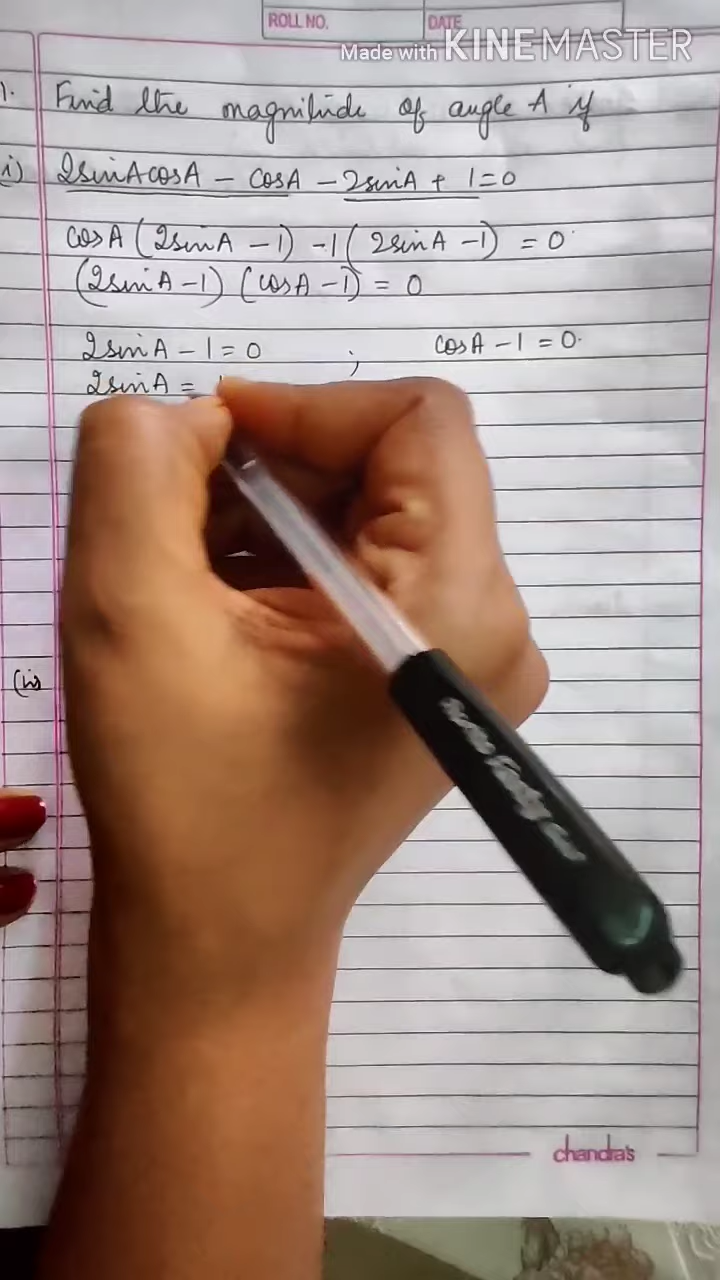 ROLL NO. DATE
Made with KINEMASTER
1. Find the magnitude of angle A if
(i) 2sinAcosA - cosA - 2sinA + 1 = 0
cosA (2sinA - 1) - 1 (2sinA - 1) = 0
(2sinA - 1) (cosA - 1) = 0
2sinA - 1 = 0 ; cosA - 1 = 0.
2sinA =
chandra's